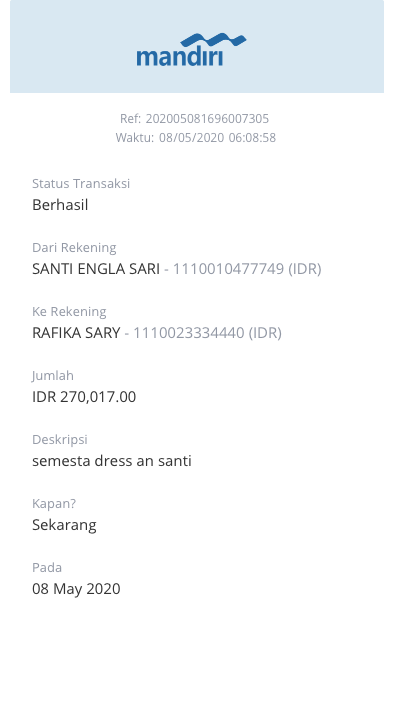 mandiri
Ref: 202005081696007305
Waktu: 08/05/2020 06:08:58
Status Transaksi
Berhasil
Dari Rekening
SANTI ENGLA SARI - 1110010477749 (IDR)
Ke Rekening
RAFIKA SARY - 1110023334440 (IDR)
Jumlah
IDR 270,017.00
Deskripsi
semesta dress an santi
Kapan?
Sekarang
Pada
08 May 2020